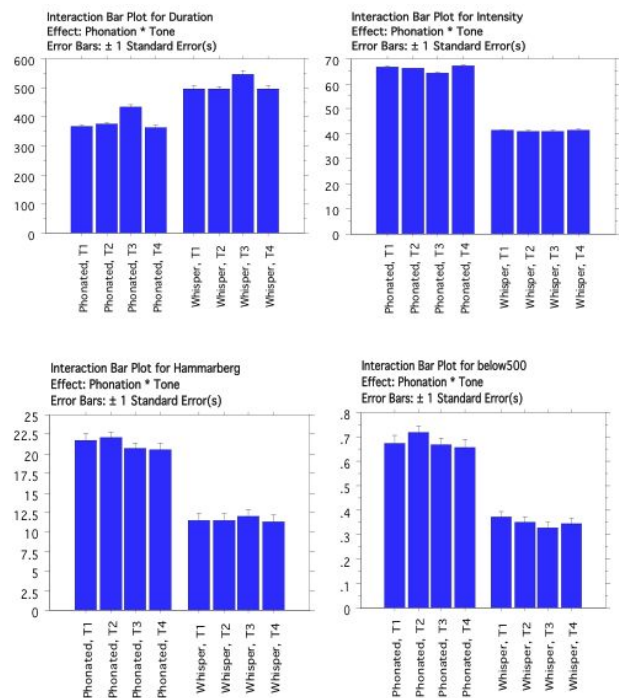 Interaction Bar Plot for Duration
Effect: Phonation * Tone
Error Bars: ± 1 Standard Error(s)
600
500
400
300
200
100
0
Phonated, T1
Phonated, T2
Phonated, T3
Phonated, T4
Whisper, T1
Whisper, T2
Whisper, T3
Whisper, T4
Interaction Bar Plot for Intensity
Effect: Phonation * Tone
Error Bars: ± 1 Standard Error(s)
70
60
50
40
30
20
10
0
Phonated, T1
Phonated, T2
Phonated, T3
Phonated, T4
Whisper, T1
Whisper, T2
Whisper, T3
Whisper, T4
Interaction Bar Plot for Hammarberg
Effect: Phonation * Tone
Error Bars: ± 1 Standard Error(s)
25
22.5
20
17.5
15
12.5
10
7.5
5
2.5
0
Phonated, T1
Phonated, T2
Phonated, T3
Phonated, T4
Whisper, T1
Whisper, T2
Whisper, T3
Whisper, T4
Interaction Bar Plot for below500
Effect: Phonation * Tone
Error Bars: ± 1 Standard Error(s)
.8
.7
.6
.5
.4
.3
.2
.1
0
Phonated, T1
Phonated, T2
Phonated, T3
Phonated, T4
Whisper, T1
Whisper, T2
Whisper, T3
Whisper, T4